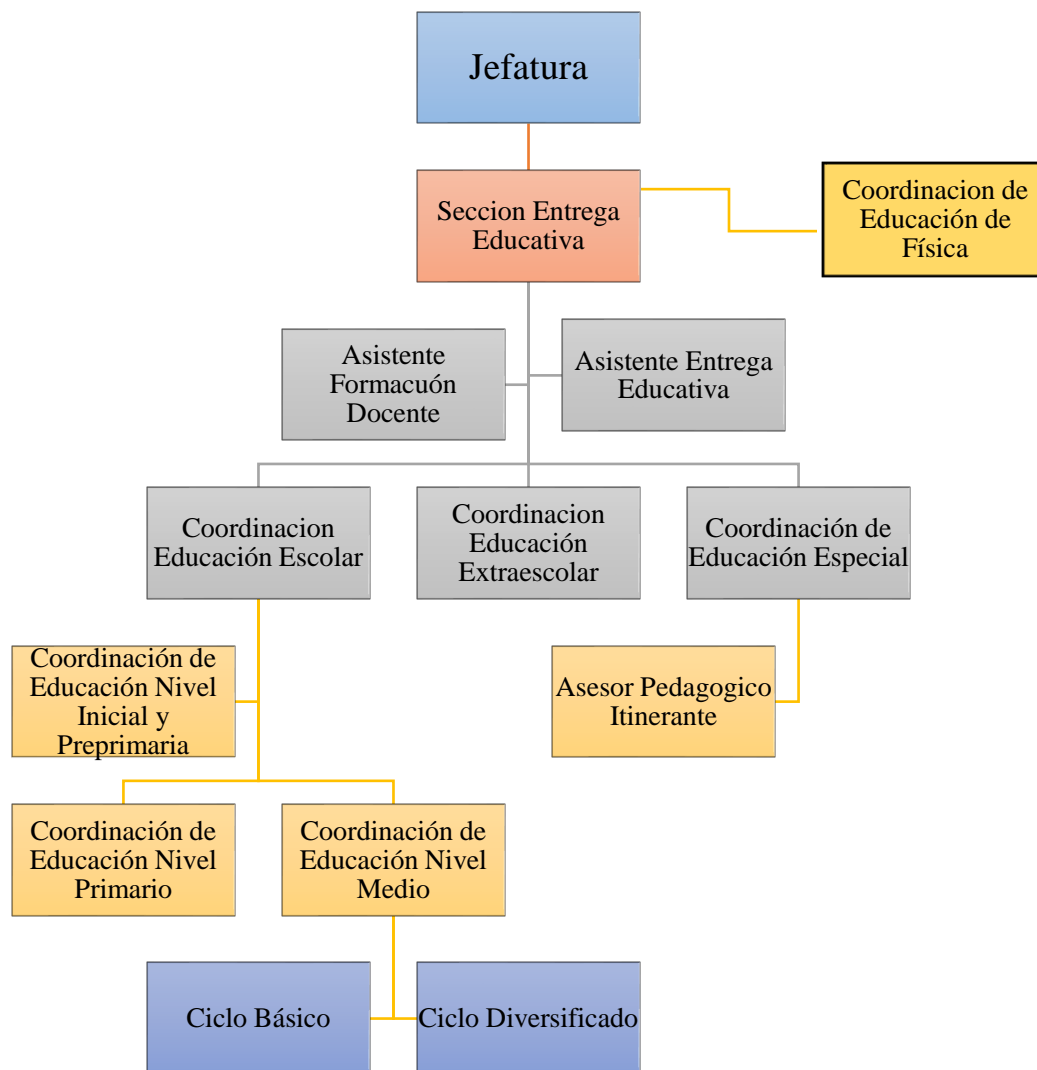 Jefatura
Seccion Entrega
Educativa
Coordinacion de
Educación de
Física
Asistente
Formacuón
Docente
Asistente Entrega
Educativa
Coordinacion
Educación Escolar
Coordinacion
Educación
Extraescolar
Coordinación de
Educación Especial
Coordinación de
Educación Nivel
Inicial y
Preprimaria
Asesor Pedagogico
Itinerante
Coordinación de
Educación Nivel
Primario
Coordinación de
Educación Nivel
Medio
Ciclo Básico
Ciclo Diversificado